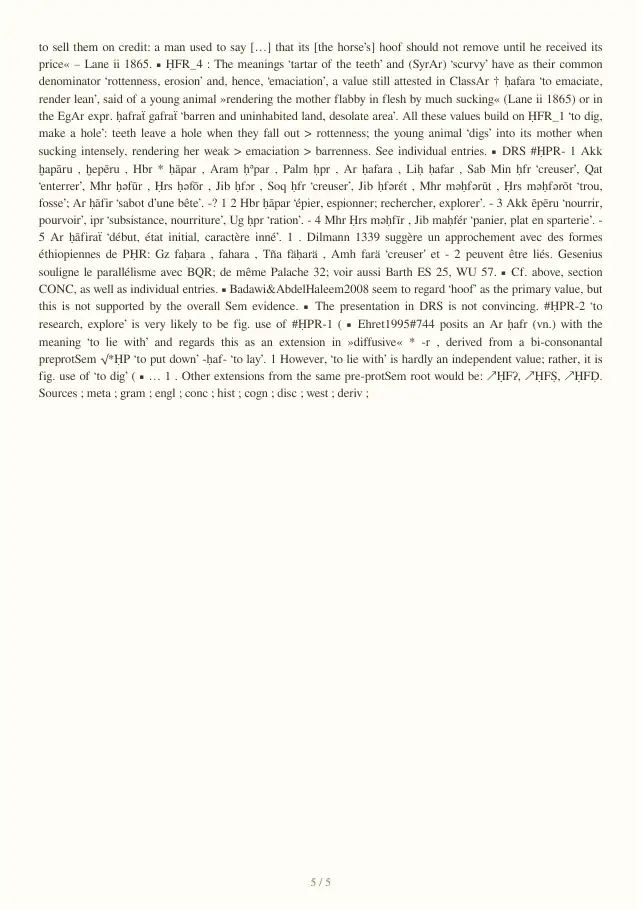 to sell them on credit: a man used to say […] that its [the horse’s] hoof should not remove until he received its
price« – Lane ii 1865. ▪ ḤFR_4 : The meanings ‘tartar of the teeth’ and (SyrAr) ‘scurvy’ have as their common
denominator ‘rottenness, erosion’ and, hence, ‘emaciation’, a value still attested in ClassAr † ḥafara ‘to emaciate,
render lean’, said of a young animal »rendering the mother flabby in flesh by much sucking« (Lane ii 1865) or in
the EgAr expr. ḥafraẗ gafraẗ ‘barren and uninhabited land, desolate area’. All these values build on ḤFR_1 ‘to dig,
make a hole’: teeth leave a hole when they fall out > rottenness; the young animal ‘digs’ into its mother when
sucking intensely, rendering her weak > emaciation > barrenness. See individual entries. ▪ DRS #ḤPR- 1 Akk
ḫapāru , ḫepēru , Hbr * ḥāpar , Aram ḥᵊpar , Palm ḥpr , Ar ḥafara , Liḥ ḥafar , Sab Min ḥfr ‘creuser’, Qat
‘enterrer’, Mhr ḥəfūr , Ḥrs ḥəfōr , Jib ḥfɔr , Soq ḥfr ‘creuser’, Jib ḥfɔrɛ́t , Mhr məḥfərūt , Ḥrs məḥfərōt ‘trou,
fosse’; Ar ḥāfir ‘sabot d’une bête’. -? 1 2 Hbr ḥāpar ‘épier, espionner; rechercher, explorer’. - 3 Akk ēpēru ‘nourrir,
pourvoir’, ipr ‘subsistance, nourriture’, Ug ḥpr ‘ration’. - 4 Mhr Ḥrs məḥfīr , Jib maḥfér ‘panier, plat en sparterie’. -
5 Ar ḥāfiraẗ ‘début, état initial, caractère inné’. 1 . Dilmann 1339 suggère un approchement avec des formes
éthiopiennes de PḤR: Gz faḥara , fahara , Tña fäḥarä , Amh farä ‘creuser’ et - 2 peuvent être liés. Gesenius
souligne le parallélisme avec BQR; de même Palache 32; voir aussi Barth ES 25, WU 57. ▪ Cf. above, section
CONC, as well as individual entries. ▪ Badawi&AbdelHaleem2008 seem to regard ‘hoof’ as the primary value, but
this is not supported by the overall Sem evidence. ▪ The presentation in DRS is not convincing. #ḤPR-2 ‘to
research, explore’ is very likely to be fig. use of #ḤPR-1 ( ▪ Ehret1995#744 posits an Ar ḥafr (vn.) with the
meaning ‘to lie with’ and regards this as an extension in »diffusive« * -r , derived from a bi-consonantal
preprotSem √*ḤP ‘to put down’ -ḥaf- ‘to lay’. 1 However, ‘to lie with’ is hardly an independent value; rather, it is
fig. use of ‘to dig’ ( ▪ … 1 . Other extensions from the same pre-protSem root would be: ↗ḤFʔ, ↗ḤFŠ, ↗ḤFḌ.
Sources ; meta ; gram ; engl ; conc ; hist ; cogn ; disc ; west ; deriv ;
5 / 5